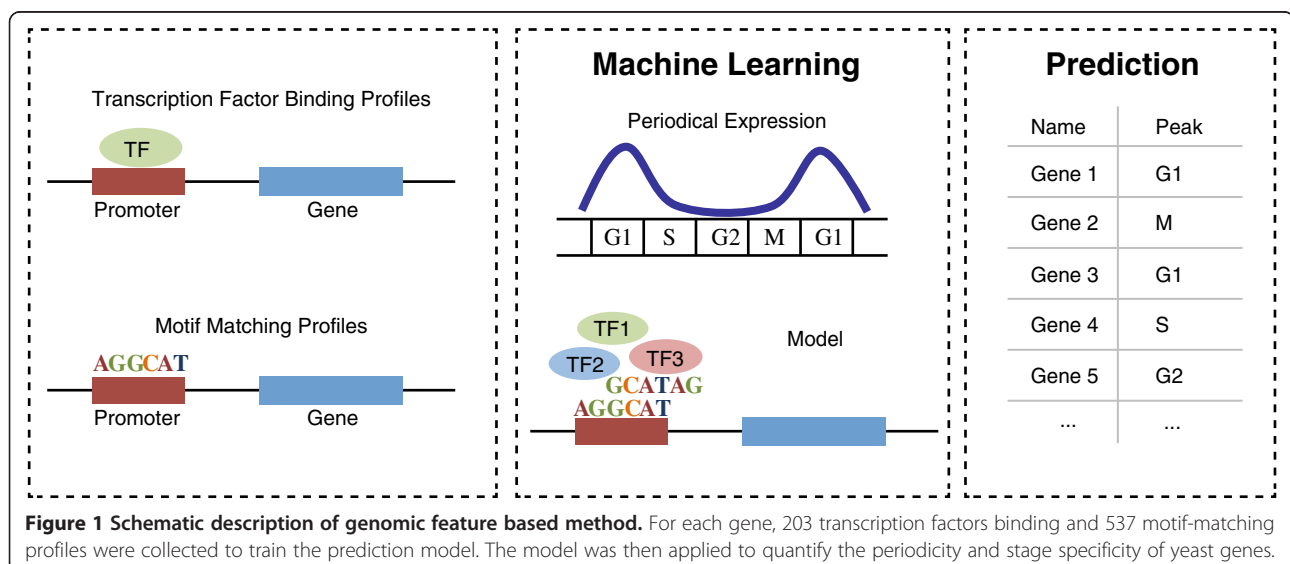 Transcription Factor Binding Profiles
TF
Promoter
Gene
Motif Matching Profiles
AGGCAT
Promoter
Gene
Machine Learning
Periodical Expression
G1 S G2 M G1
TF1
Model
TF2
TF3
GCATAG
AGGCAT
Prediction
Name Peak
Gene 1 G1
Gene 2 M
Gene 3 G1
Gene 4 S
Gene 5 G2
... ...
Figure 1 Schematic description of genomic feature based method. For each gene, 203 transcription factors binding and 537 motif-matching
profiles were collected to train the prediction model. The model was then applied to quantify the periodicity and stage specificity of yeast genes.